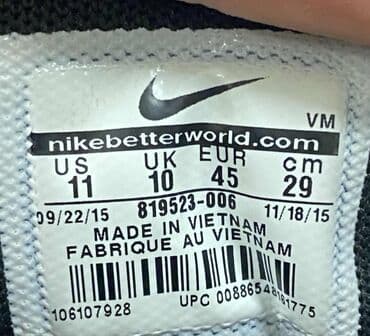 VM
nikebetterworld.com
US UK EUR cm
11 10 45 29
09/22/15 819523-006 11/18/15
MADE IN VIETNAM
FABRIQUE AU VIETNAM
106107928 UPC